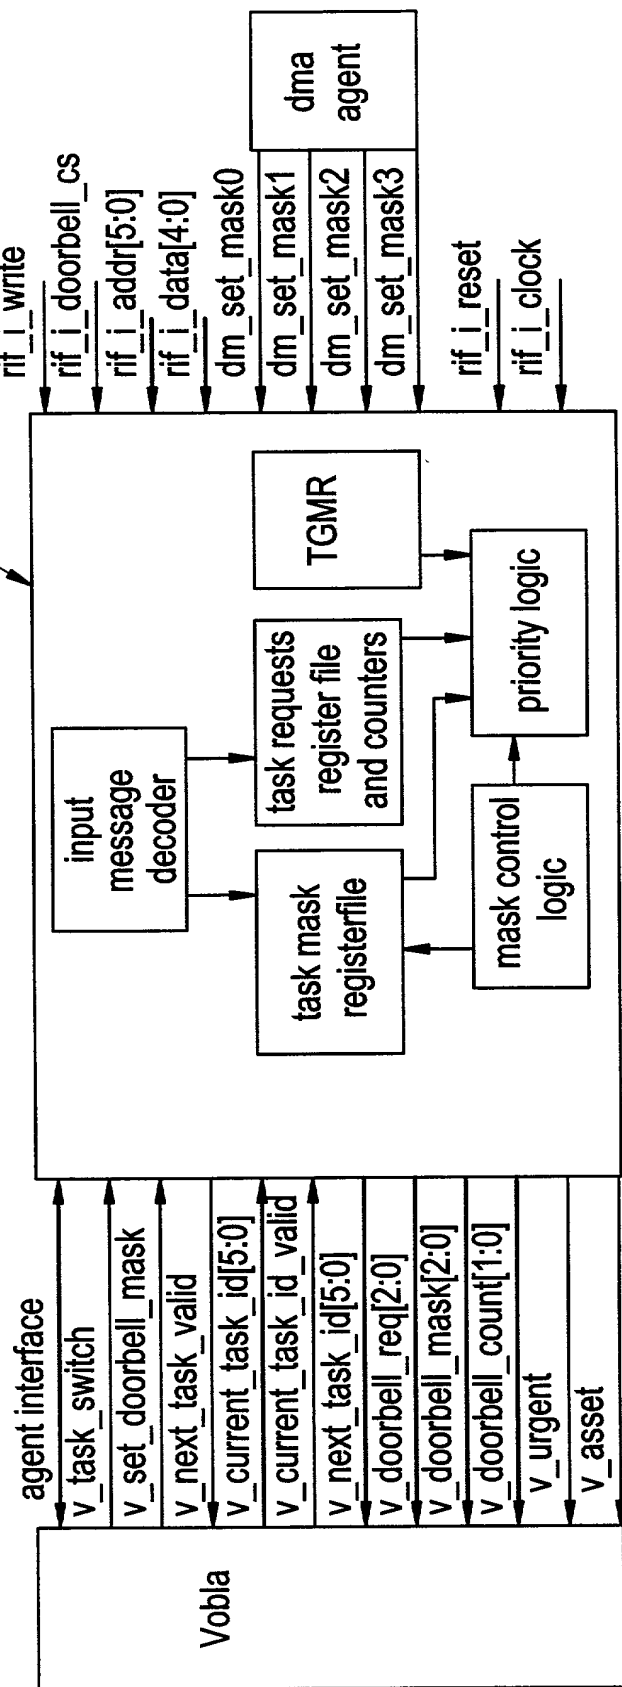 Vobla
agent interface
v_task_switch
v_set_doorbell_mask
v_next_task_valid
v_current_task_id[5:0]
v_current_task_id_valid
v_next_task_id[5:0]
v_doorbell_req[2:0]
v_doorbell_mask[2:0]
v_doorbell_count[1:0]
v_urgent
v_asset
input
message
decoder
task mask
registerfile
task requests
register file
and counters
TGMR
mask control
logic
priority logic
rif_i_write
rif_i_doorbell_cs
rif_i_addr[5:0]
rif_i_data[4:0]
dm_set_mask0
dm_set_mask1
dm_set_mask2
dm_set_mask3
rif_i_reset
rif_i_clock
dma
agent